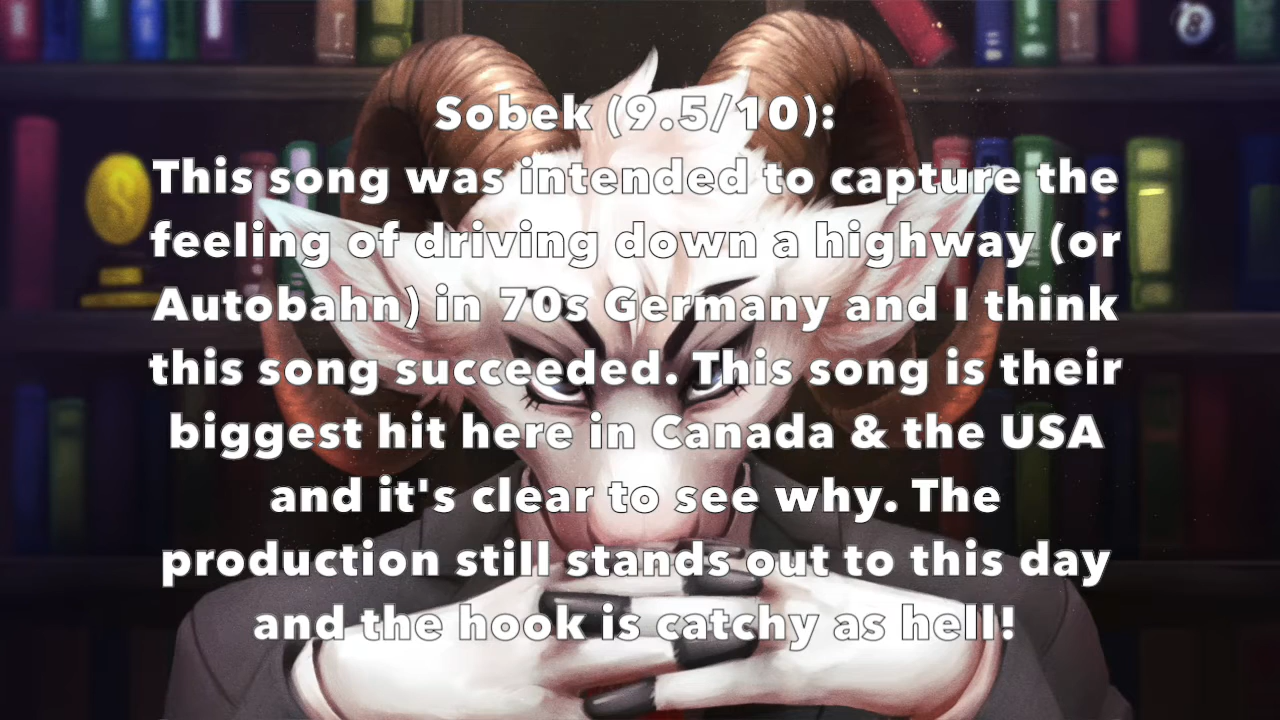 Sobek (9.5/10):
This song was intended to capture the
feeling of driving down a highway (or
Autobahn) in 70s Germany and I think
this song succeeded. This song is their
biggest hit here in Canada & the USA
and it's clear to see why. The
production still stands out to this day
and the hook is catchy as hell!
8
$